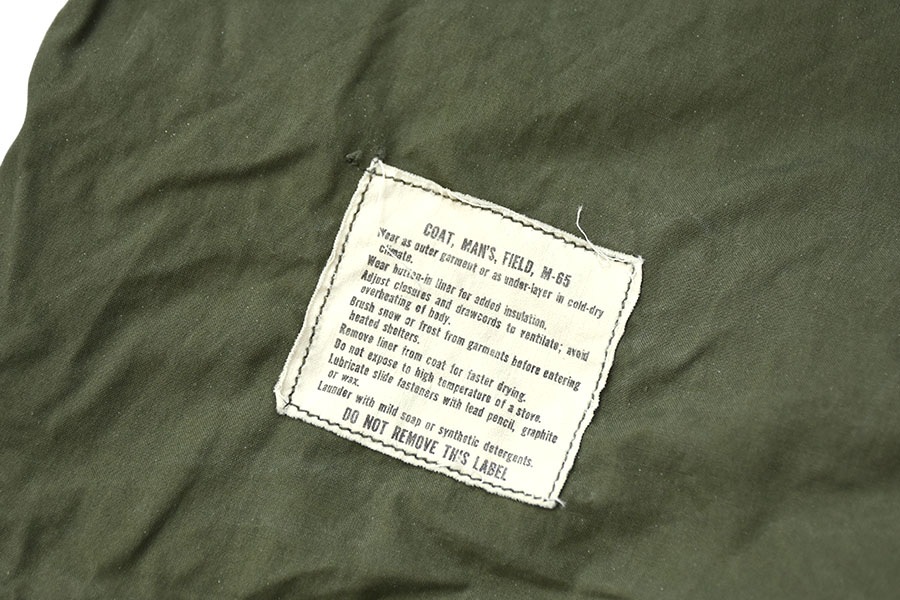 COAT, MAN'S, FIELD, M-65
Wear as outer garment or as under-layer in cold-dry
climate.
Wear button-in liner for added insulation.
Adjust closures and drawcords to ventilate; avoid
overheating of body.
Brush snow or frost from garments before entering
heated shelters.
Remove liner from coat for faster drying.
Do not expose to high temperature of a stove.
Lubricate slide fasteners with lead pencil, graphite
or wax.
Launder with mild soap or synthetic detergents.
DO NOT REMOVE THIS LABEL